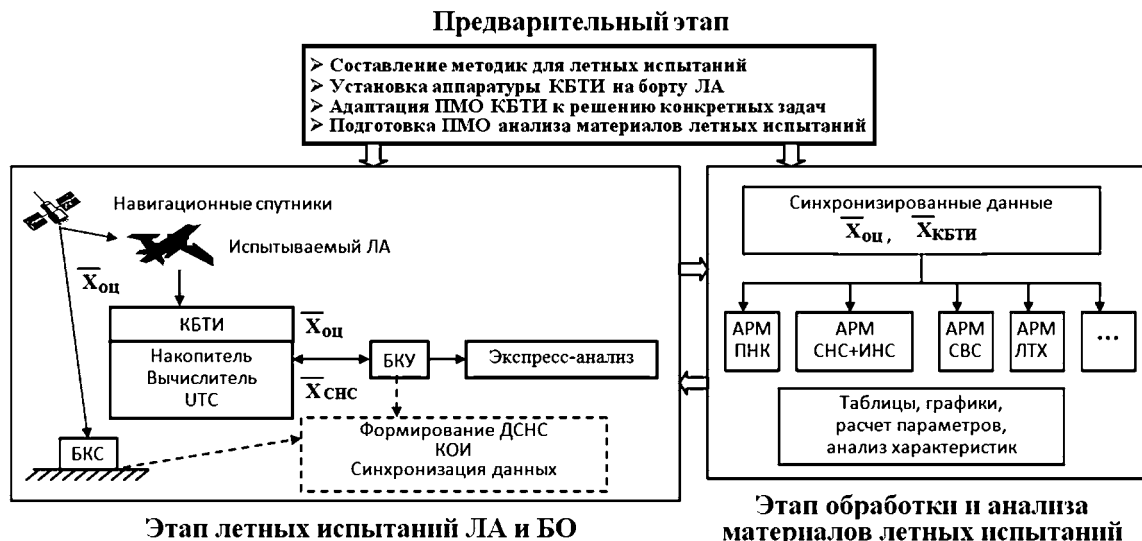 Предварительный этап
➢ Составление методик для летных испытаний
➢ Установка аппаратуры КБТИ на борту ЛА
➢ Адаптация ПМО КБТИ к решению конкретных задач
➢ Подготовка ПМО анализа материалов летных испытаний
Навигационные спутники
Испытываемый ЛА
X̅оц
КБТИ
Накопитель
Вычислитель
UTC
X̅оц
X̅СНС
БКУ
Экспресс-анализ
БКС
Формирование ДСНС
КОИ
Синхронизация данных
Этап летных испытаний ЛА и БО
Синхронизированные данные
X̅оц , X̅КБТИ
АРМ
ПНК
АРМ
СНС+ИНС
АРМ
СВС
АРМ
ЛТХ
...
Таблицы, графики,
расчет параметров,
анализ характеристик
Этап обработки и анализа
материалов летных испытаний